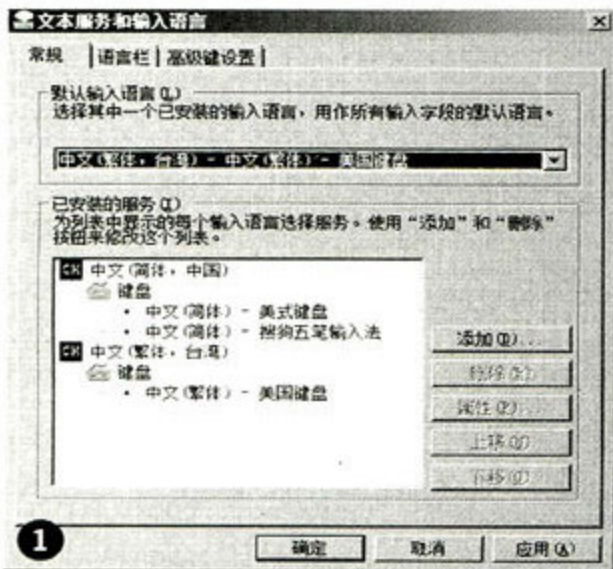 文本服务和输入语言
常规 语言栏 高级键设置
默认输入语言(L)
选择其中一个已安装的输入语言，用作所有输入字段的默认语言。
中文(繁体，台湾) - 中文(繁体) - 美国键盘
已安装的服务(I)
为列表中显示的每个输入语言选择服务。使用“添加”和“删除”
按钮来修改这个列表。
CH 中文(简体，中国)
键盘
• 中文(简体) - 美式键盘
• 中文(简体) - 搜狗五笔输入法
CH 中文(繁体，台湾)
键盘
• 中文(繁体) - 美国键盘
添加(D)...
删除(R)
属性(P)...
上移(U)
下移(O)
1
确定 取消 应用(A)